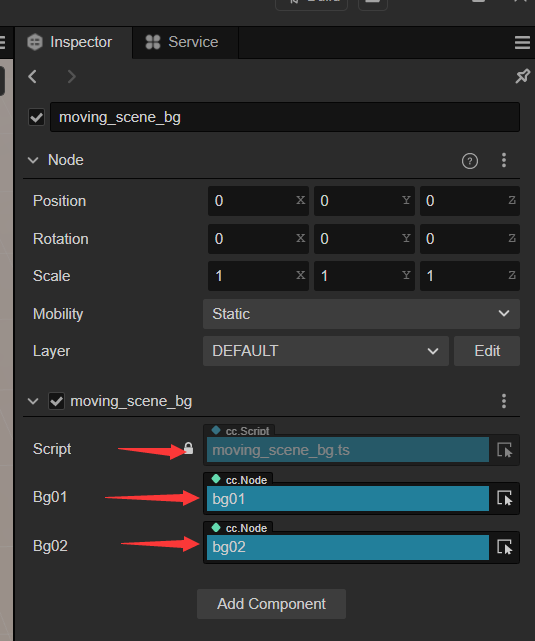 Inspector Service
moving_scene_bg
Node ?
Position 0 X 0 Y 0 Z
Rotation 0 X 0 Y 0 Z
Scale 1 X 1 Y 1 Z
Mobility Static
Layer DEFAULT Edit
moving_scene_bg
cc.Script
Script moving_scene_bg.ts
cc.Node
Bg01 bg01
cc.Node
Bg02 bg02
Add Component